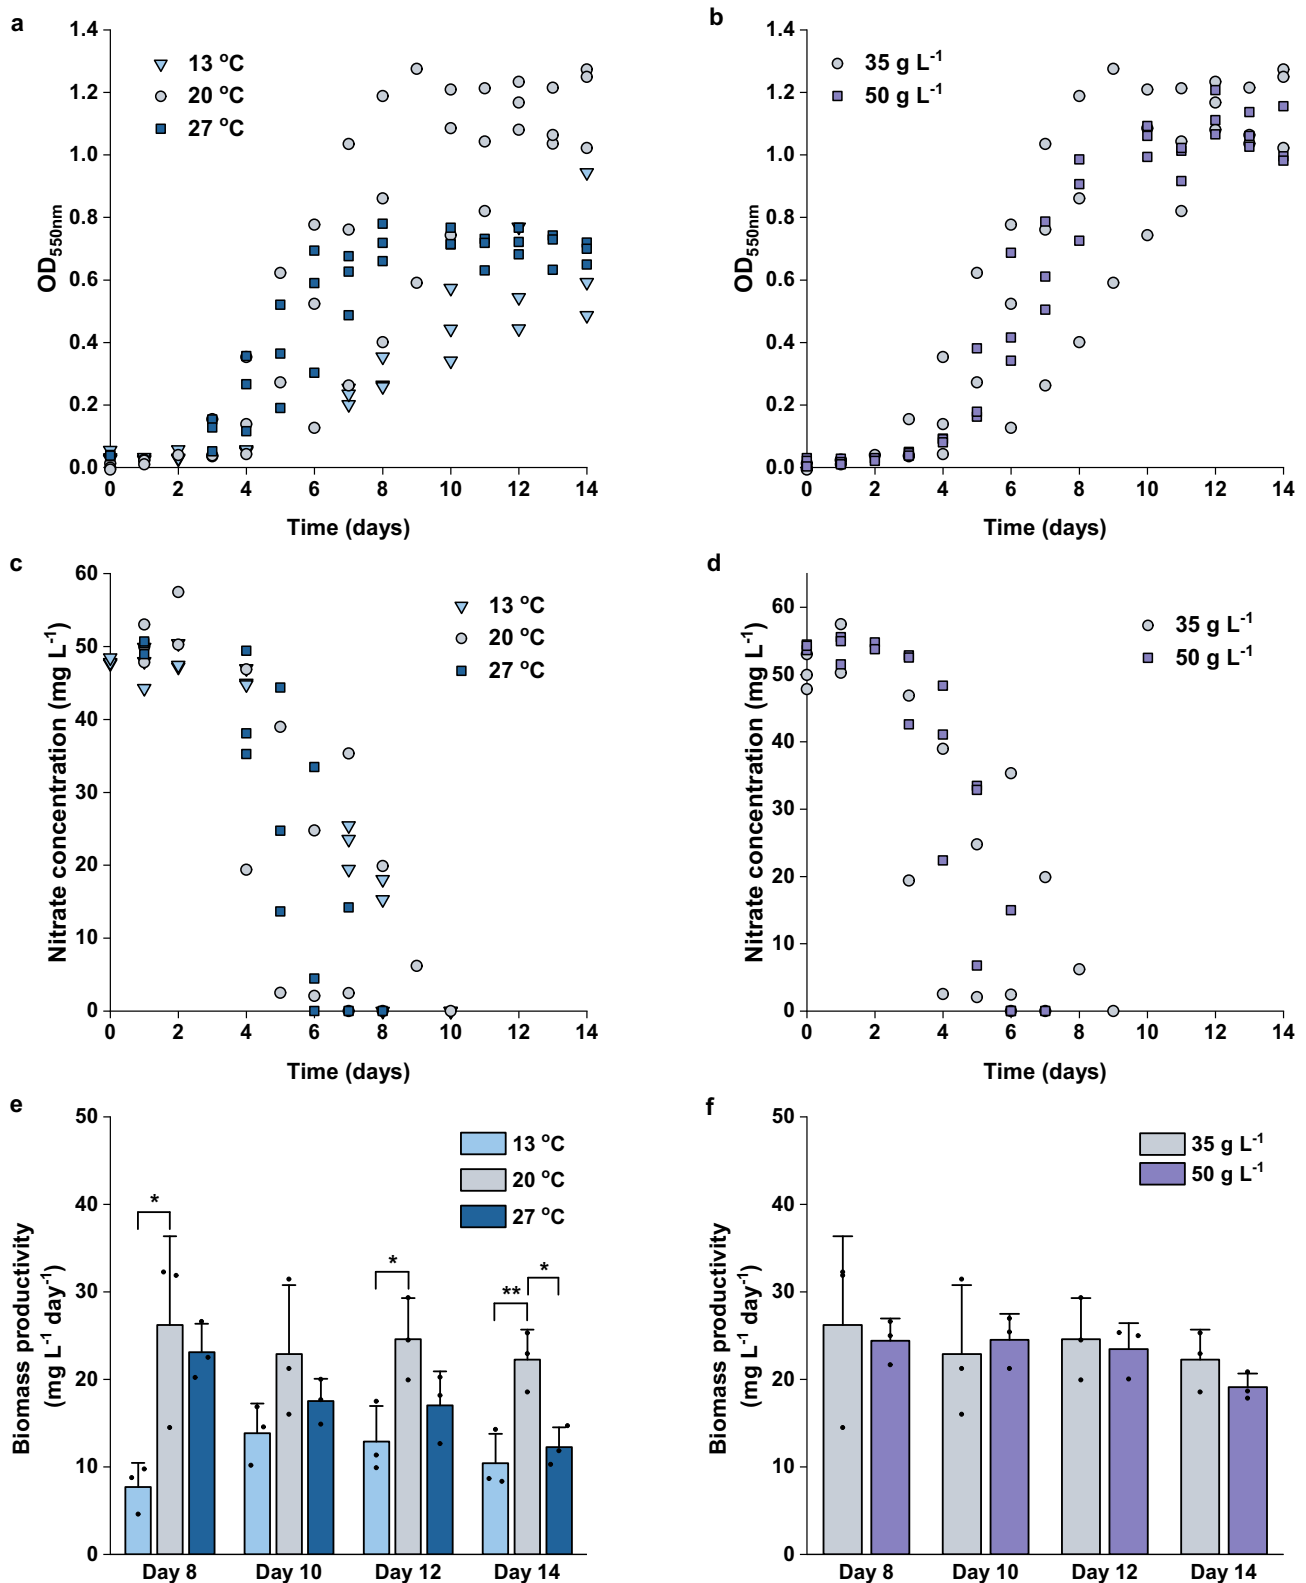 a
1.4
1.2
1.0
0.8
0.6
0.4
0.2
0.0
OD550nm
13 °C
20 °C
27 °C
0 2 4 6 8 10 12 14
Time (days)
b
1.4
1.2
1.0
0.8
0.6
0.4
0.2
0.0
OD550nm
35 g L-1
50 g L-1
0 2 4 6 8 10 12 14
Time (days)
c
60
50
40
30
20
10
0
Nitrate concentration (mg L-1)
13 °C
20 °C
27 °C
0 2 4 6 8 10 12 14
Time (days)
d
60
50
40
30
20
10
0
Nitrate concentration (mg L-1)
35 g L-1
50 g L-1
0 2 4 6 8 10 12 14
Time (days)
e
50
40
30
20
10
0
Biomass productivity
(mg L-1 day-1)
13 °C
20 °C
27 °C
*
*
**
*
Day 8 Day 10 Day 12 Day 14
f
50
40
30
20
10
0
Biomass productivity
(mg L-1 day-1)
35 g L-1
50 g L-1
Day 8 Day 10 Day 12 Day 14